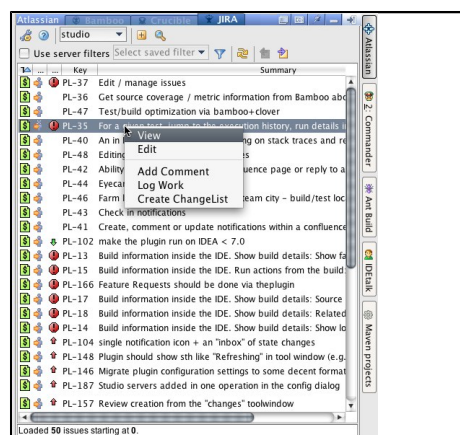 Atlassian Bamboo Crucible JIRA
studio
Use server filters Select saved filter
Key Summary
PL-37 Edit / manage issues
PL-36 Get source coverage / metric information from Bamboo abo
PL-47 Test/build optimization via bamboo+clover
PL-35 For a given test, jump to the execution history, run details i
PL-40 An in ng on stack traces and re
PL-48 Editing
PL-42 Ability uence page or reply to a
PL-44 Eyecan
PL-46 Farm team city - build/test loc
PL-43 Check in notifications
PL-41 Create, comment or update notifications within a confluence
PL-102 make the plugin run on IDEA < 7.0
PL-13 Build information inside the IDE. Show build details: Show fa
PL-15 Build information inside the IDE. Run actions from the build:
PL-166 Feature Requests should be done via theplugin
PL-17 Build information inside the IDE. Show build details: Source
PL-18 Build information inside the IDE. Show build details: Related
PL-14 Build information inside the IDE. Show build details: Show lo
PL-104 single notification icon + an "inbox" of state changes
PL-148 Plugin should show sth like "Refreshing" in tool window (e.g.
PL-146 Migrate plugin configuration settings to some decent format
PL-187 Studio servers added in one operation in the config dialog
PL-157 Review creation from the "changes" toolwindow
Loaded 50 issues starting at 0.
View
Edit
Add Comment
Log Work
Create ChangeList
Atlassian
2: Commander
Ant Build
IDEtalk
Maven projects